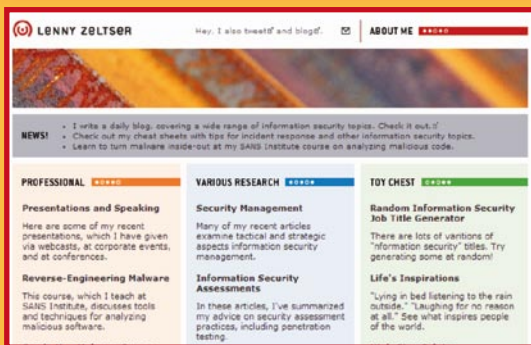 LENNY ZELTSER
Hey, I also tweet and blog.
ABOUT ME
NEWS!
• I write a daily blog, covering a wide range of information security topics. Check it out.
• Check out my cheat sheets with tips for incident response and other information security topics.
• Learn to turn malware inside-out at my SANS Institute course on analyzing malicious code.
PROFESSIONAL
Presentations and Speaking
Here are some of my recent
presentations, which I have given
via webcasts, at corporate events,
and at conferences.
Reverse-Engineering Malware
This course, which I teach at
SANS Institute, discusses tools
and techniques for analyzing
malicious software.
VARIOUS RESEARCH
Security Management
Many of my recent articles
examine tactical and strategic
aspects information security
management.
Information Security
Assessments
In these articles, I've summarized
my advice on security assessment
practices, including penetration
testing.
TOY CHEST
Random Information Security
Job Title Generator
There are lots of varitions of
"nformation security" titles. Try
generating some at random!
Life's Inspirations
"Lying in bed listening to the rain
outside." "Laughing for no reason
at all." See what inspires people
of the world.